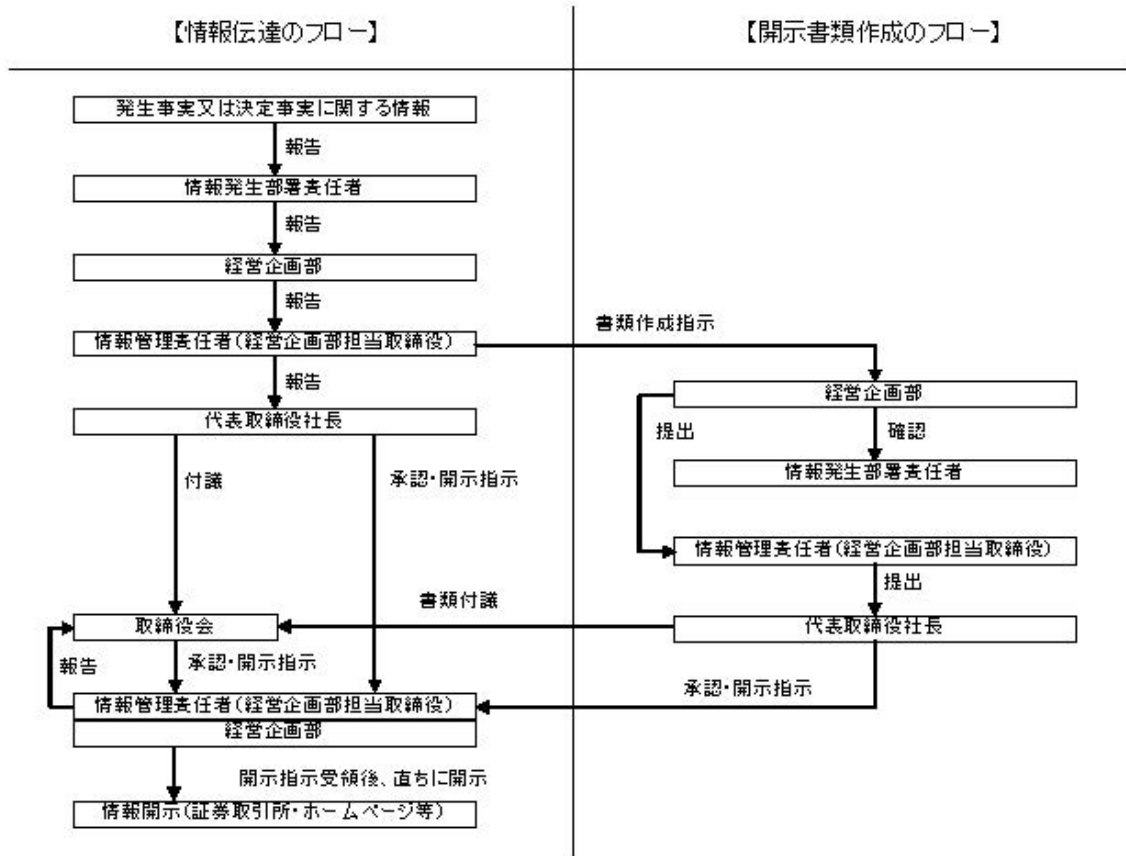 【情報伝達のフロー】
【開示書類作成のフロー】
発生事実又は決定事実に関する情報
報告
情報発生部署責任者
報告
経営企画部
報告
情報管理責任者(経営企画部担当取締役)
書類作成指示
報告
経営企画部
代表取締役社長
提出
確認
付議
承認・開示指示
情報発生部署責任者
情報管理責任者(経営企画部担当取締役)
提出
書類付議
取締役会
代表取締役社長
報告
承認・開示指示
承認・開示指示
情報管理責任者(経営企画部担当取締役)
経営企画部
開示指示受領後、直ちに開示
情報開示(証券取引所・ホームページ等)